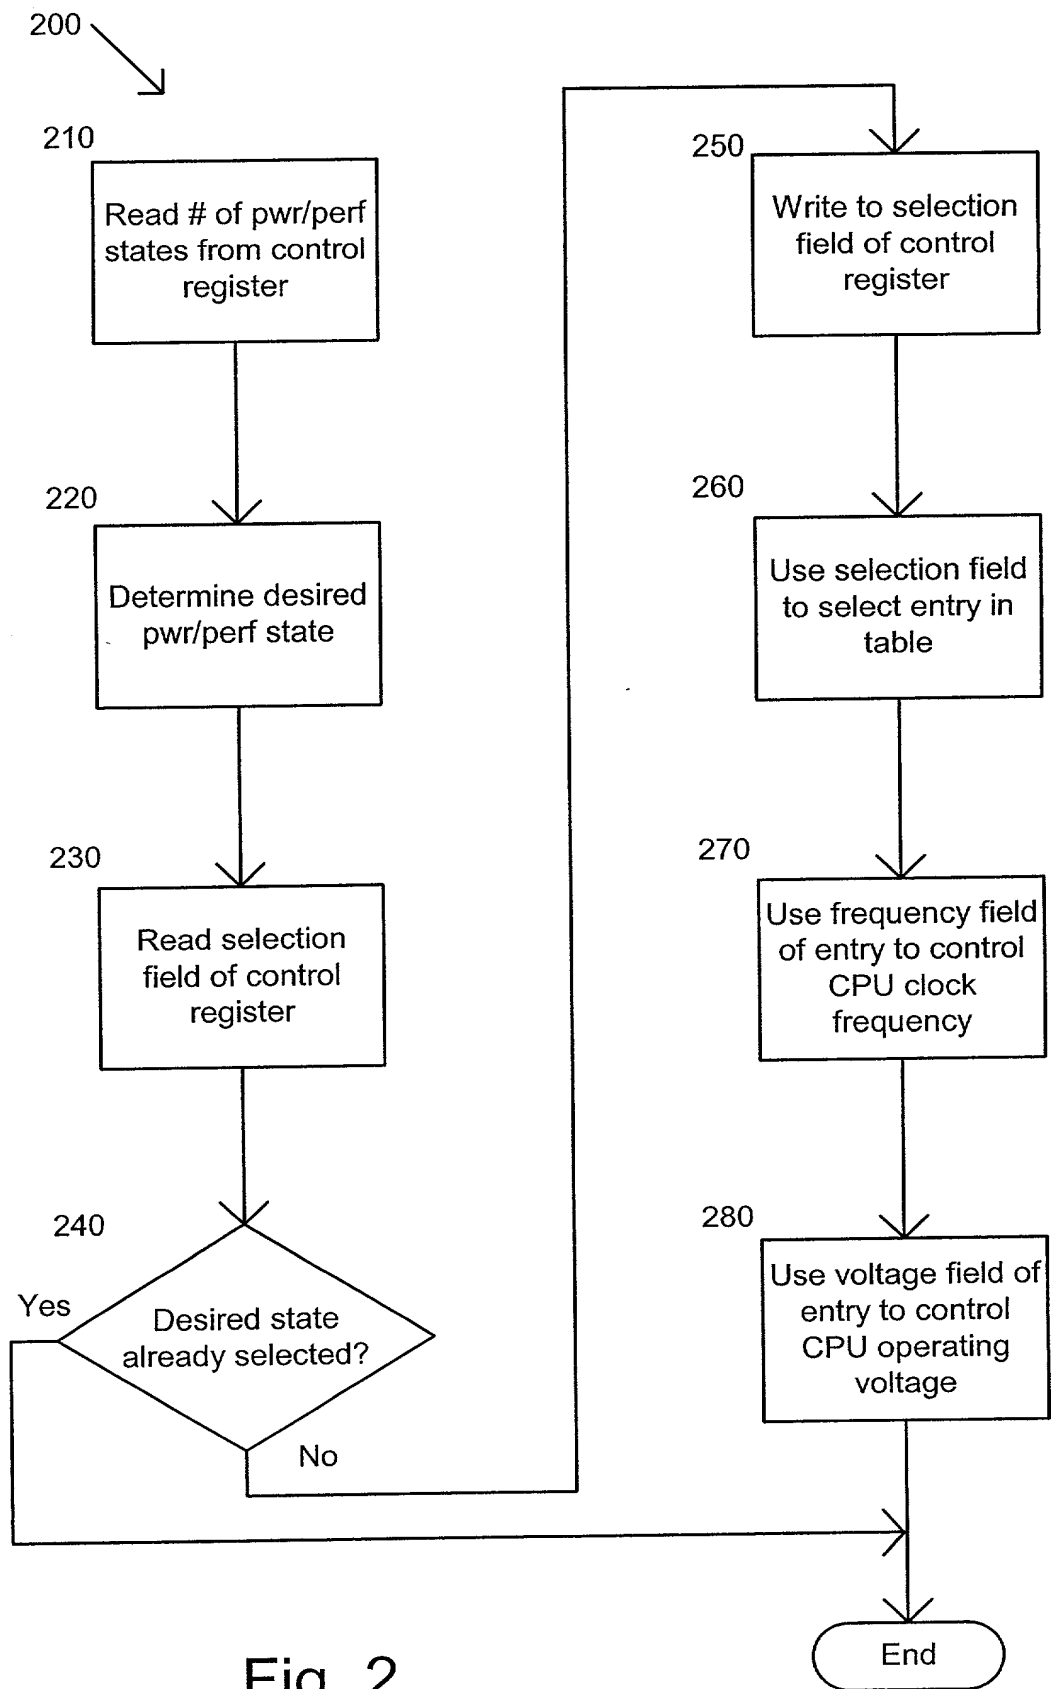 200
210
Read # of pwr/perf
states from control
register
220
Determine desired
pwr/perf state
230
Read selection
field of control
register
240
Yes
Desired state
already selected?
No
250
Write to selection
field of control
register
260
Use selection field
to select entry in
table
270
Use frequency field
of entry to control
CPU clock
frequency
280
Use voltage field of
entry to control
CPU operating
voltage
End
Fig. 2